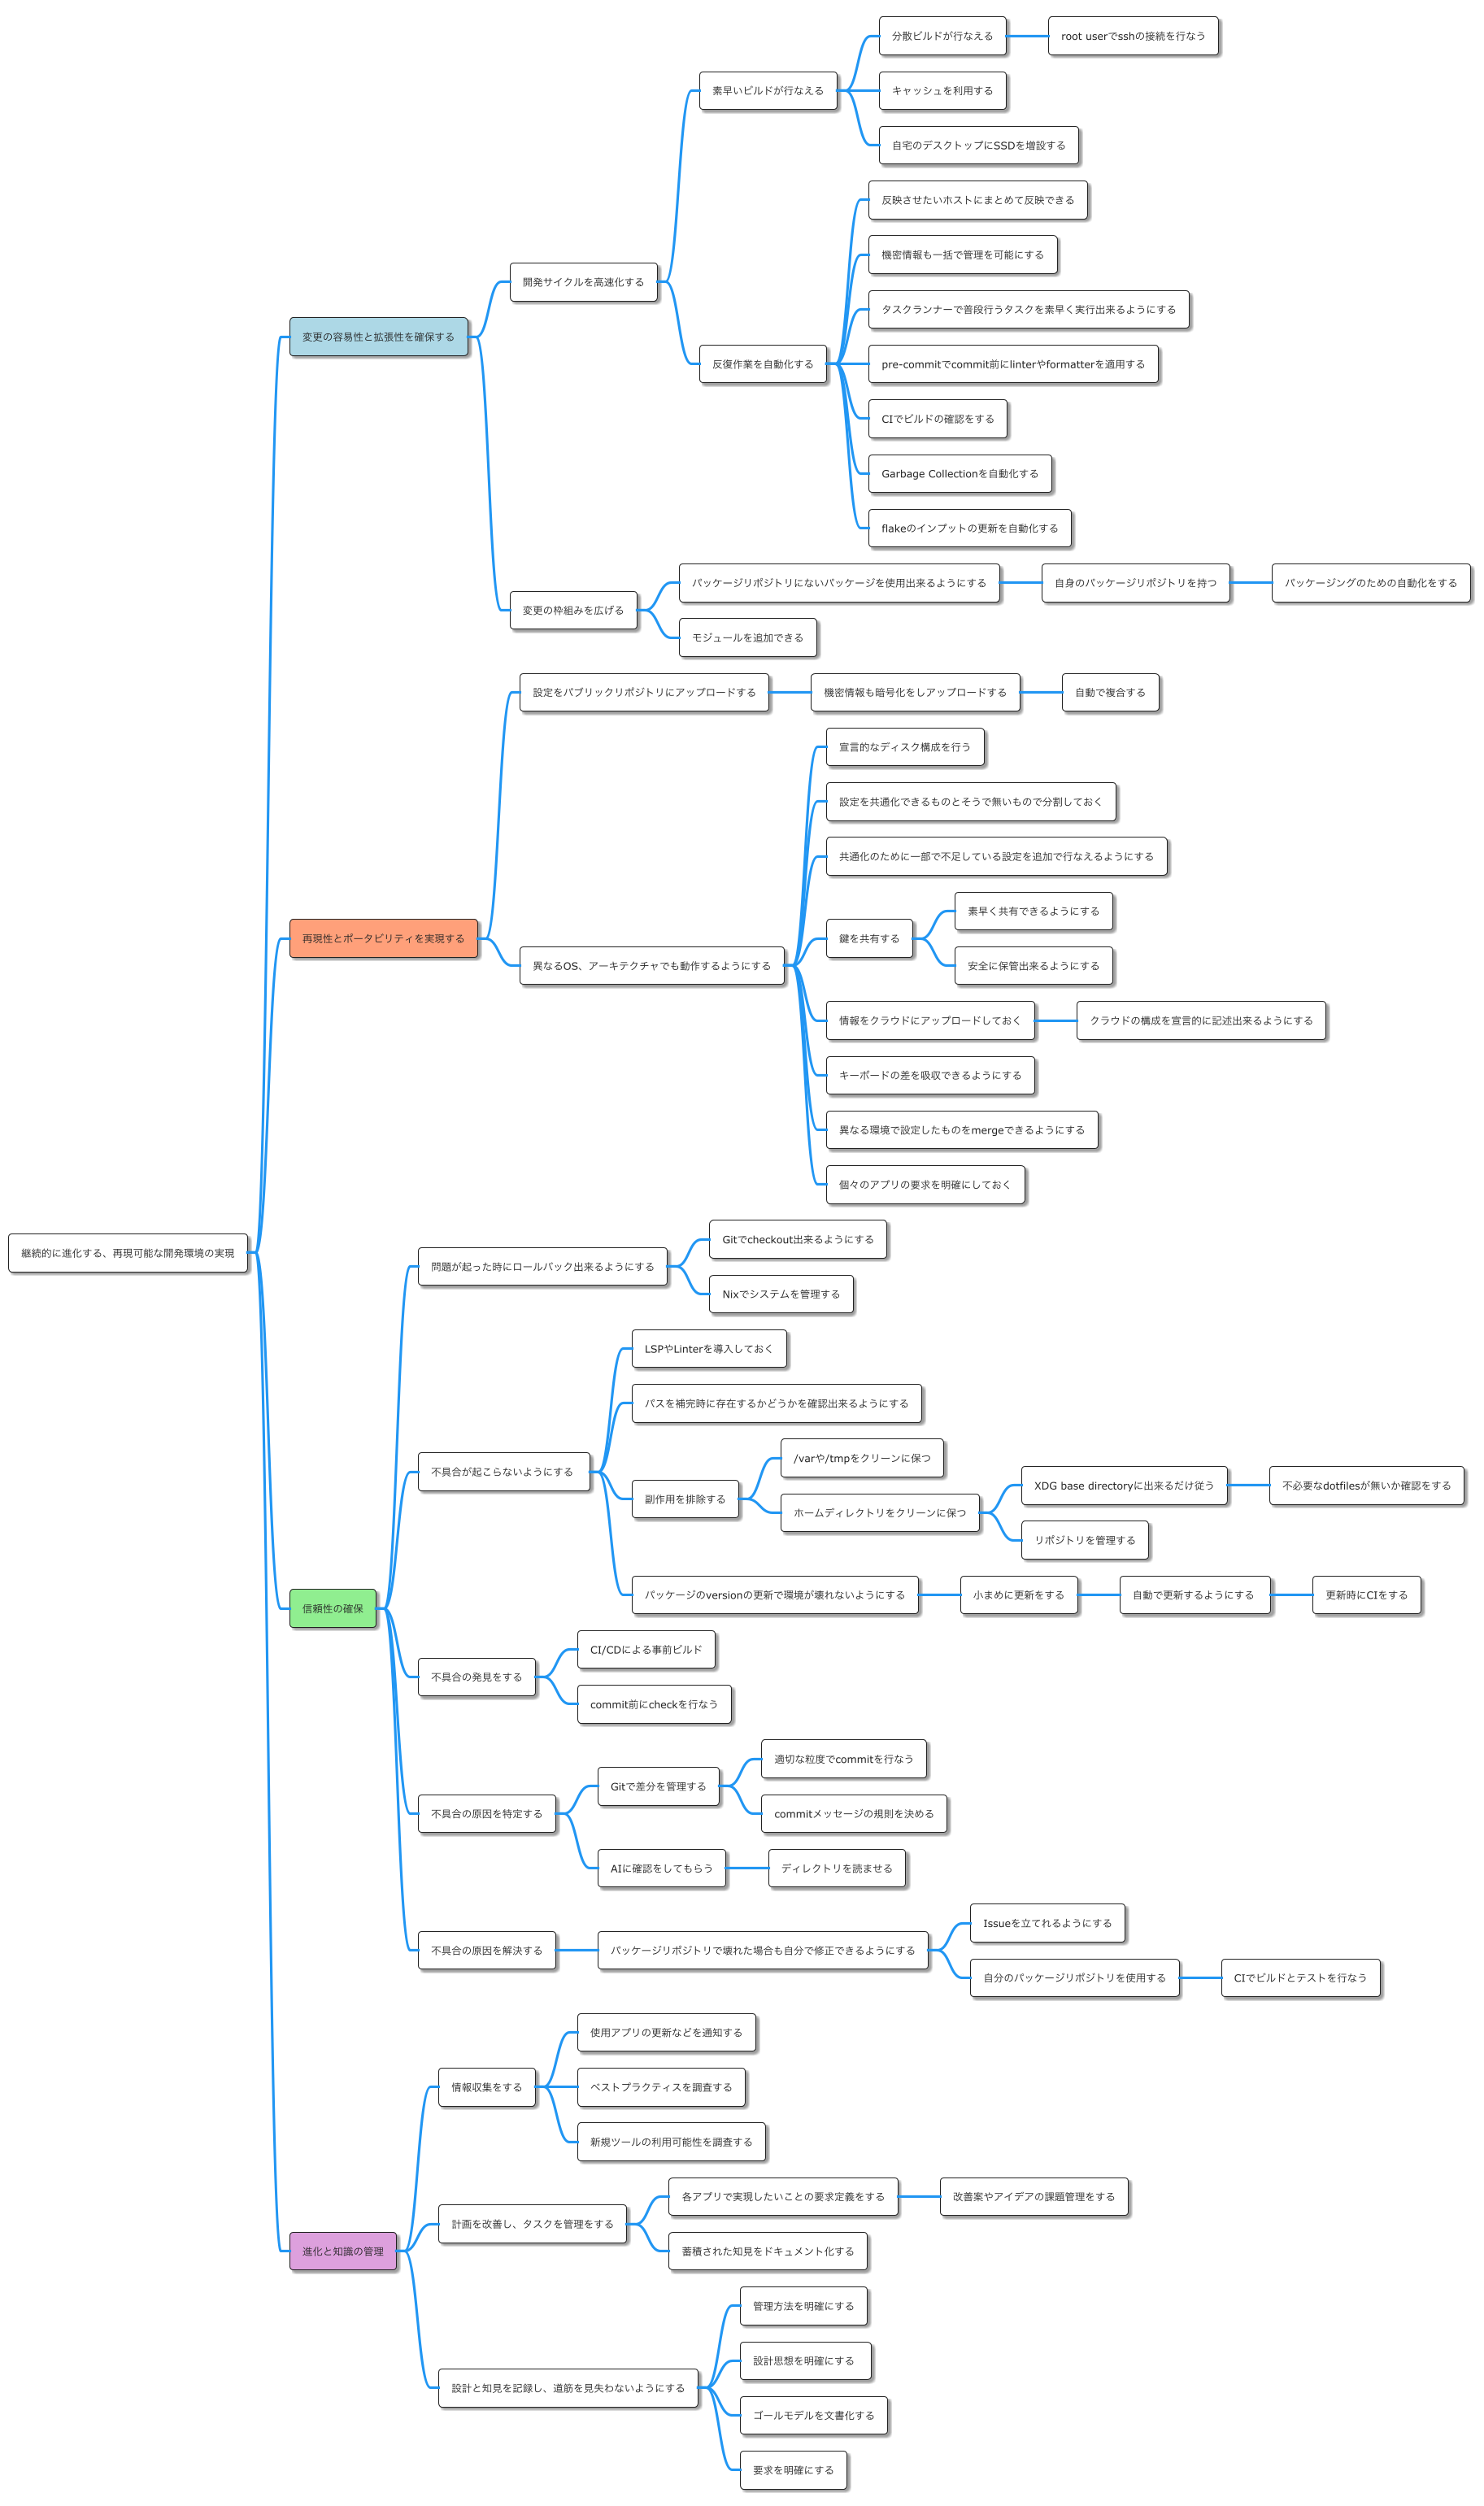 分散ビルドが行なえる
root userでsshの接続を行なう
素早いビルドが行なえる
キャッシュを利用する
自宅のデスクトップにSSDを増設する
反映させたいホストにまとめて反映できる
機密情報も一括で管理を可能にする
開発サイクルを高速化する
タスクランナーで普段行うタスクを素早く実行出来るようにする
変更の容易性と拡張性を確保する
反復作業を自動化する
pre-commitでcommit前にlinterやformatterを適用する
CIでビルドの確認をする
Garbage Collectionを自動化する
flakeのインプットの更新を自動化する
パッケージリポジトリにないパッケージを使用出来るようにする
自身のパッケージリポジトリを持つ
パッケージングのための自動化をする
変更の枠組みを広げる
モジュールを追加できる
設定をパブリックリポジトリにアップロードする
機密情報も暗号化をしアップロードする
自動で複合する
宣言的なディスク構成を行う
設定を共通化できるものとそうで無いもので分割しておく
共通化のために一部で不足している設定を追加で行なえるようにする
素早く共有できるようにする
再現性とポータビリティを実現する
鍵を共有する
異なるOS、アーキテクチャでも動作するようにする
安全に保管出来るようにする
情報をクラウドにアップロードしておく
クラウドの構成を宣言的に記述出来るようにする
キーボードの差を吸収できるようにする
異なる環境で設定したものをmergeできるようにする
個々のアプリの要求を明確にしておく
継続的に進化する、再現可能な開発環境の実現
Gitでcheckout出来るようにする
問題が起った時にロールバック出来るようにする
Nixでシステムを管理する
LSPやLinterを導入しておく
パスを補完時に存在するかどうかを確認出来るようにする
不具合が起こらないようにする
/varや/tmpをクリーンに保つ
副作用を排除する
ホームディレクトリをクリーンに保つ
XDG base directoryに出来るだけ従う
不必要なdotfilesが無いか確認をする
リポジトリを管理する
パッケージのversionの更新で環境が壊れないようにする
小まめに更新をする
自動で更新するようにする
更新時にCIをする
信頼性の確保
CI/CDによる事前ビルド
不具合の発見をする
commit前にcheckを行なう
適切な粒度でcommitを行なう
Gitで差分を管理する
不具合の原因を特定する
commitメッセージの規則を決める
AIに確認をしてもらう
ディレクトリを読ませる
Issueを立てれるようにする
不具合の原因を解決する
パッケージリポジトリで壊れた場合も自分で修正できるようにする
自分のパッケージリポジトリを使用する
CIでビルドとテストを行なう
使用アプリの更新などを通知する
情報収集をする
ベストプラクティスを調査する
新規ツールの利用可能性を調査する
各アプリで実現したいことの要求定義をする
改善案やアイデアの課題管理をする
計画を改善し、タスクを管理をする
進化と知識の管理
蓄積された知見をドキュメント化する
管理方法を明確にする
設計思想を明確にする
設計と知見を記録し、道筋を見失わないようにする
ゴールモデルを文書化する
要求を明確にする